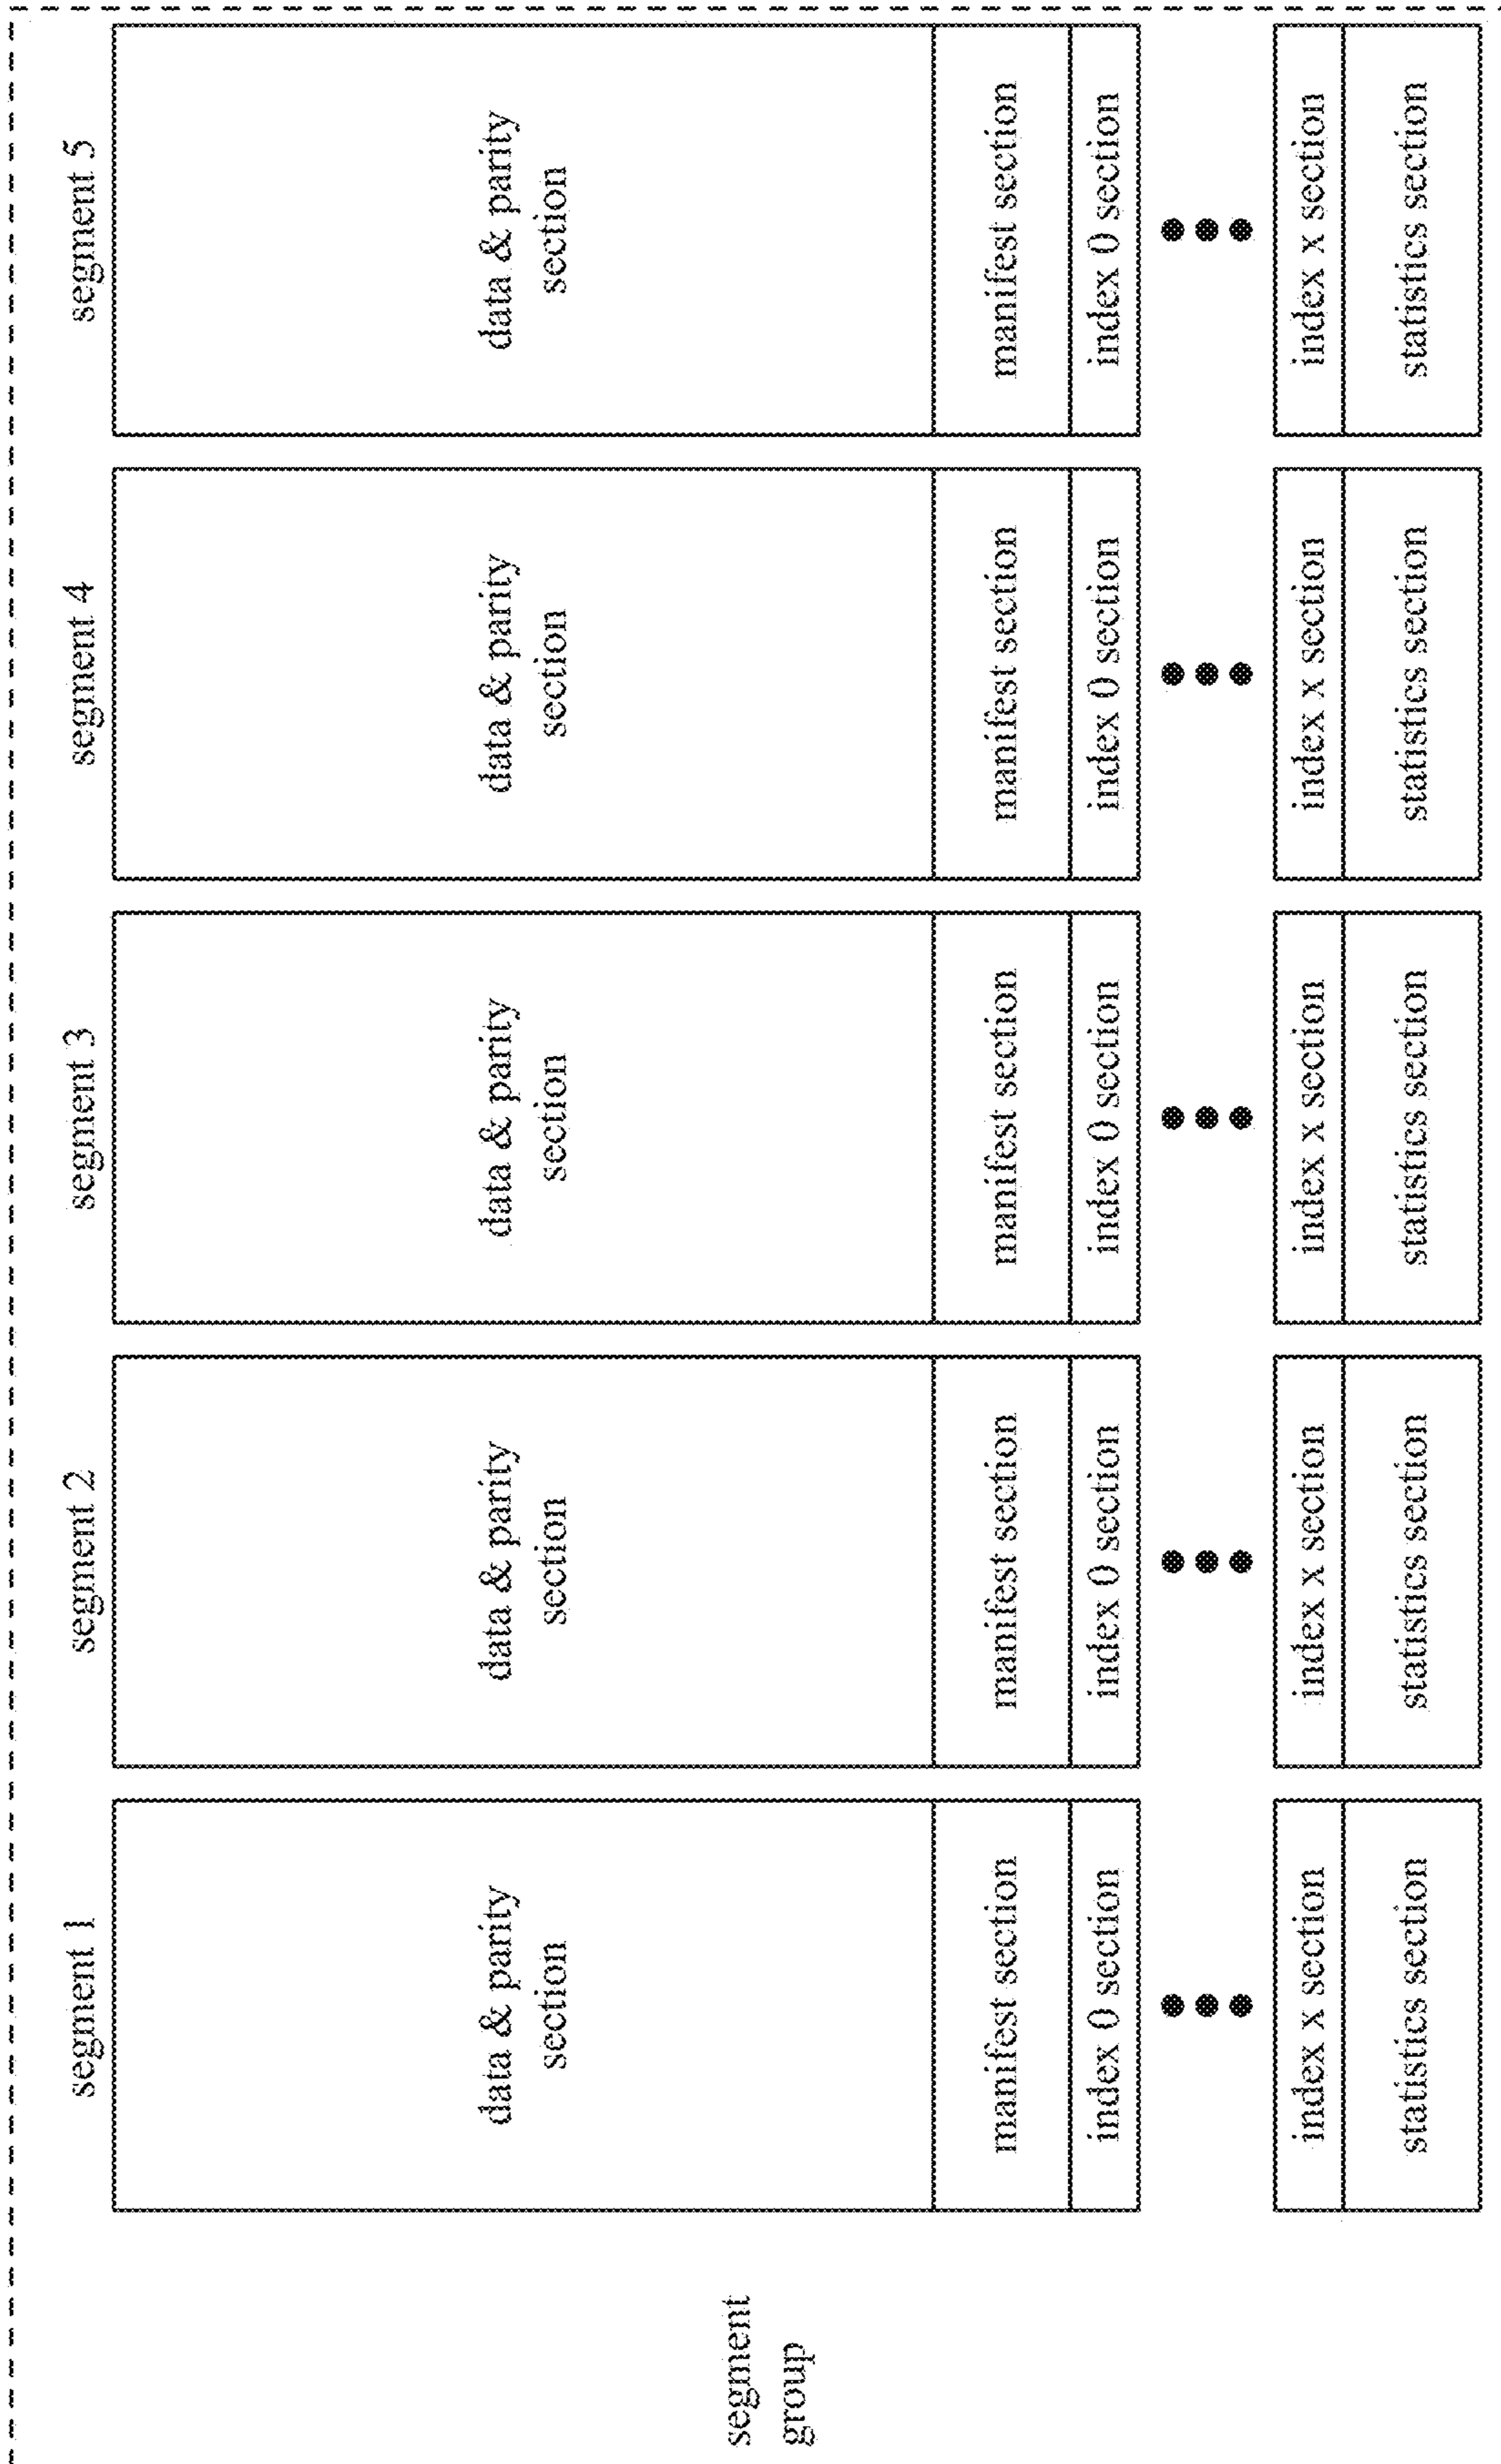 segment
group
segment 1
data & parity
section
manifest section
index 0 section
index x section
statistics section
segment 2
data & parity
section
manifest section
index 0 section
index x section
statistics section
segment 3
data & parity
section
manifest section
index 0 section
index x section
statistics section
segment 4
data & parity
section
manifest section
index 0 section
index x section
statistics section
segment 5
data & parity
section
manifest section
index 0 section
index x section
statistics section